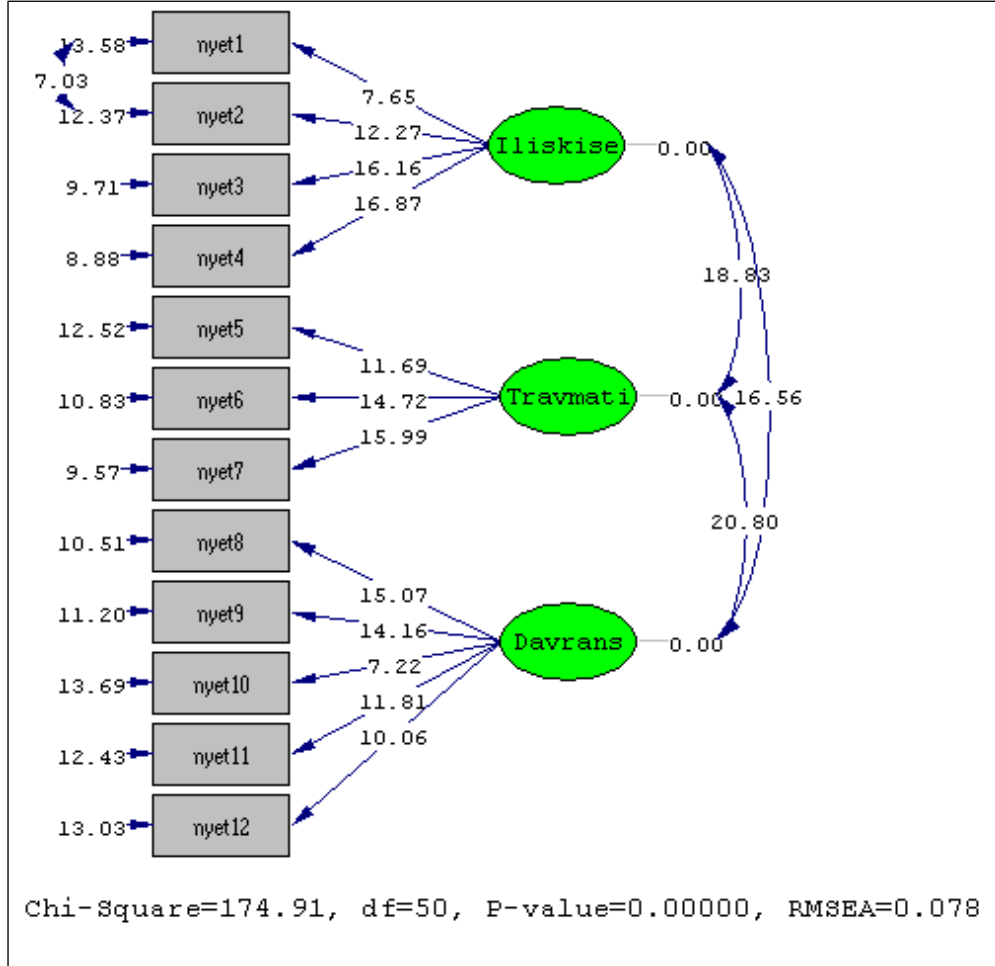 13.58 nyet1
7.03
7.65
12.37 nyet2
12.27
Iliskise 0.00
9.71 nyet3
16.16
16.87
8.88 nyet4
18.83
12.52 nyet5
11.69
10.83 nyet6
14.72
Travmati 0.00 16.56
15.99
9.57 nyet7
10.51 nyet8
20.80
15.07
11.20 nyet9
14.16
Davrans 0.00
7.22
13.69 nyet10
11.81
10.06
12.43 nyet11
13.03 nyet12
Chi-Square=174.91, df=50, P-value=0.00000, RMSEA=0.078